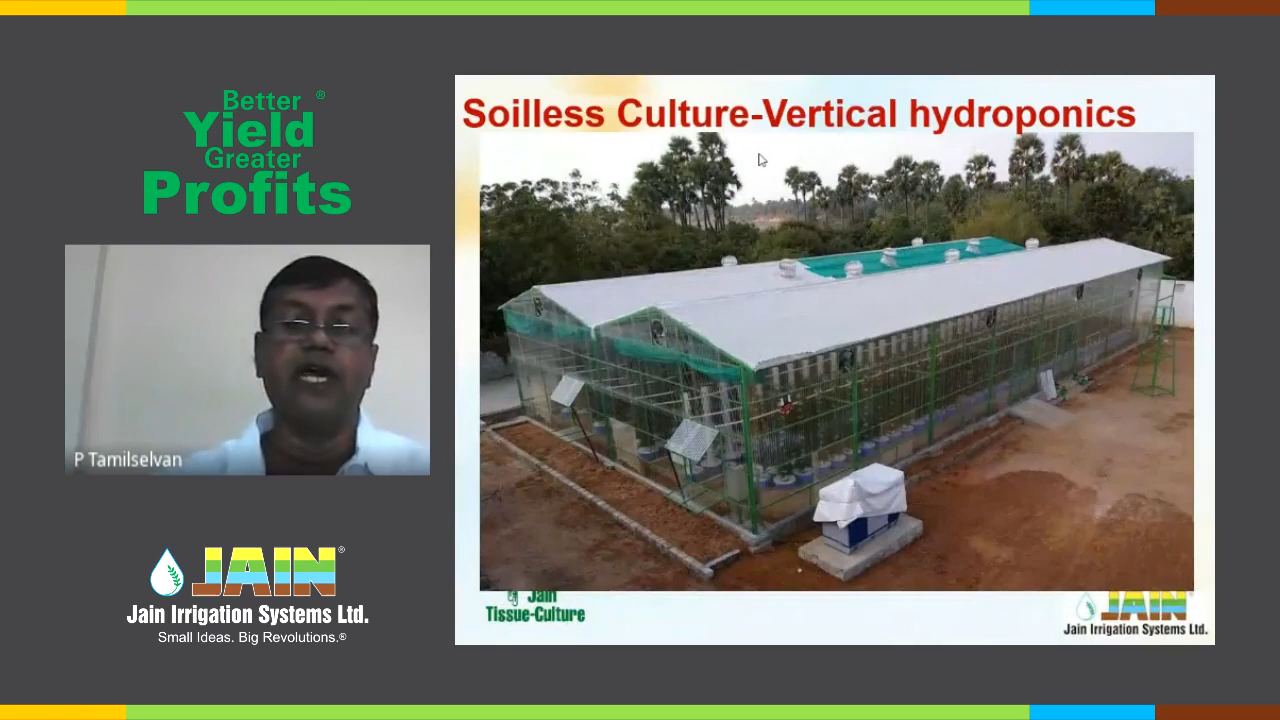 Better ®
Yield
Greater
Profits
P Tamilselvan
JAIN®
Jain Irrigation Systems Ltd.
Small Ideas. Big Revolutions.®
Soilless Culture-Vertical hydroponics
Jain
Tissue-Culture
JAIN®
Jain Irrigation Systems Ltd.